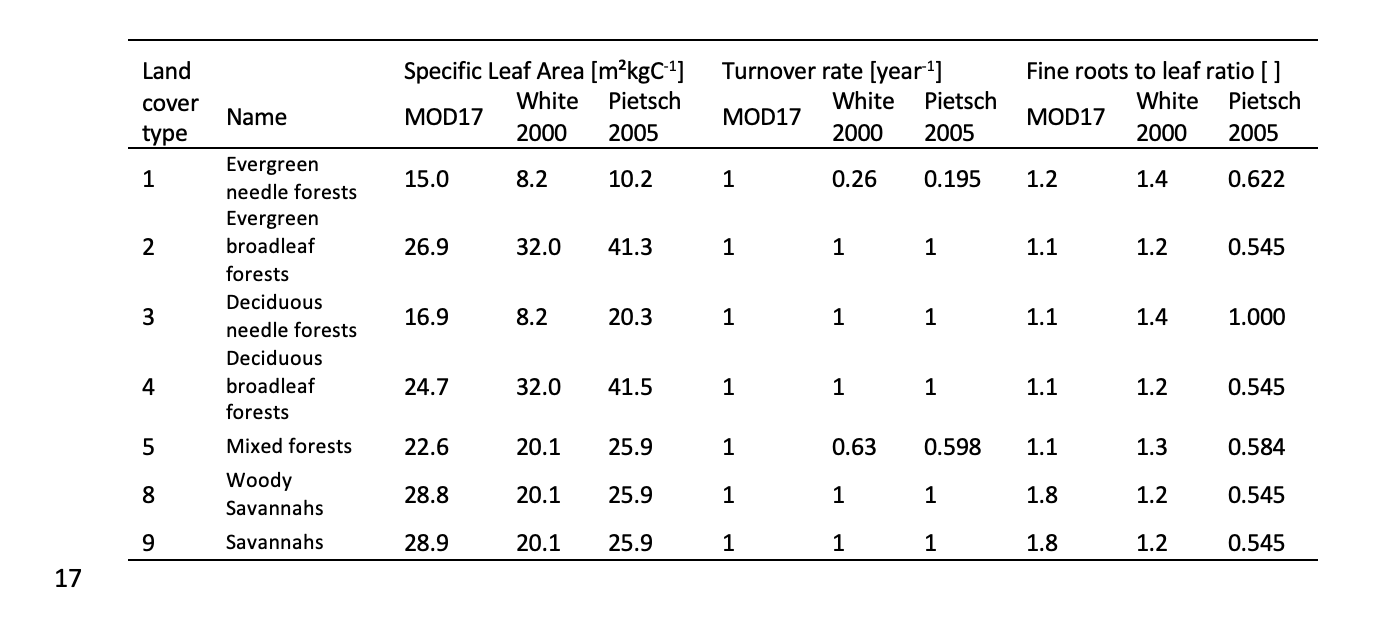 Land cover type Name Specific Leaf Area [m²kgC⁻¹] Turnover rate [year⁻¹] Fine roots to leaf ratio [ ]
MOD17 White 2000 Pietsch 2005 MOD17 White 2000 Pietsch 2005 MOD17 White 2000 Pietsch 2005
1 Evergreen needle forests 15.0 8.2 10.2 1 0.26 0.195 1.2 1.4 0.622
2 Evergreen broadleaf forests 26.9 32.0 41.3 1 1 1 1.1 1.2 0.545
3 Deciduous needle forests 16.9 8.2 20.3 1 1 1 1.1 1.4 1.000
4 Deciduous broadleaf forests 24.7 32.0 41.5 1 1 1 1.1 1.2 0.545
5 Mixed forests 22.6 20.1 25.9 1 0.63 0.598 1.1 1.3 0.584
8 Woody Savannahs 28.8 20.1 25.9 1 1 1 1.8 1.2 0.545
9 Savannahs 28.9 20.1 25.9 1 1 1 1.8 1.2 0.545
17